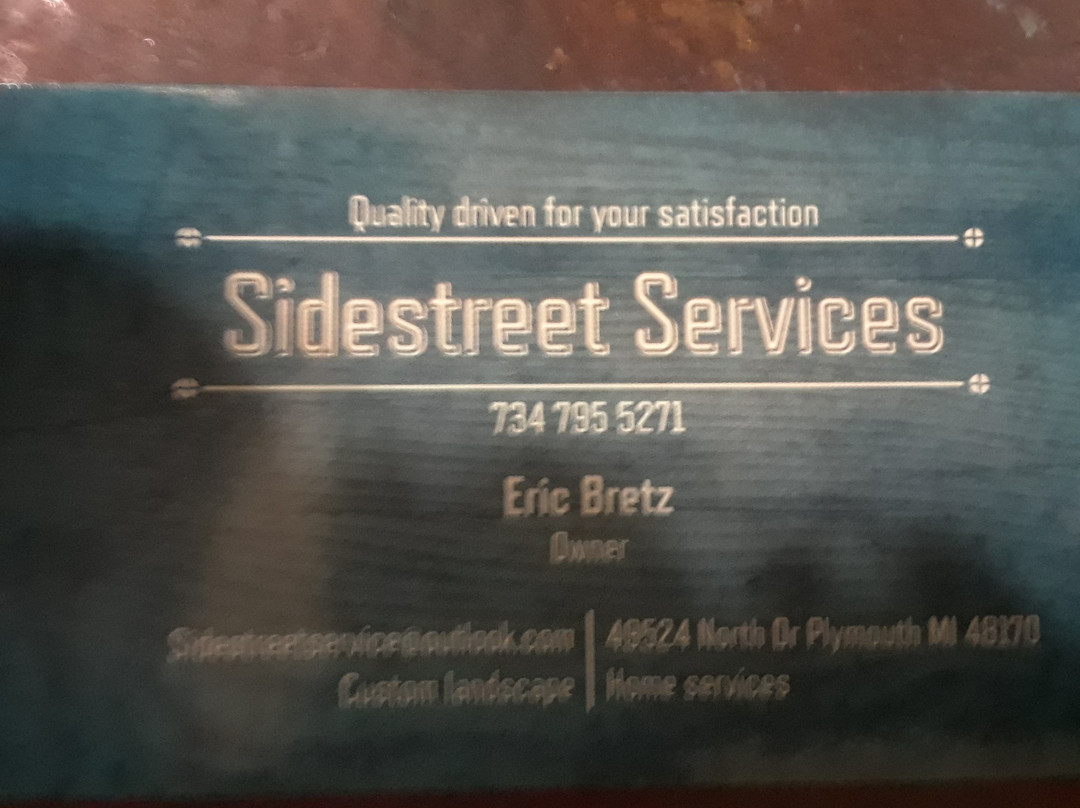 Quality driven for your satisfaction
Sidestreet Services
734 795 5271
Eric Bretz
Owner
Sidestreetservice@outlook.com
Custom landscape
North Dr Plymouth MI 48170
Home services